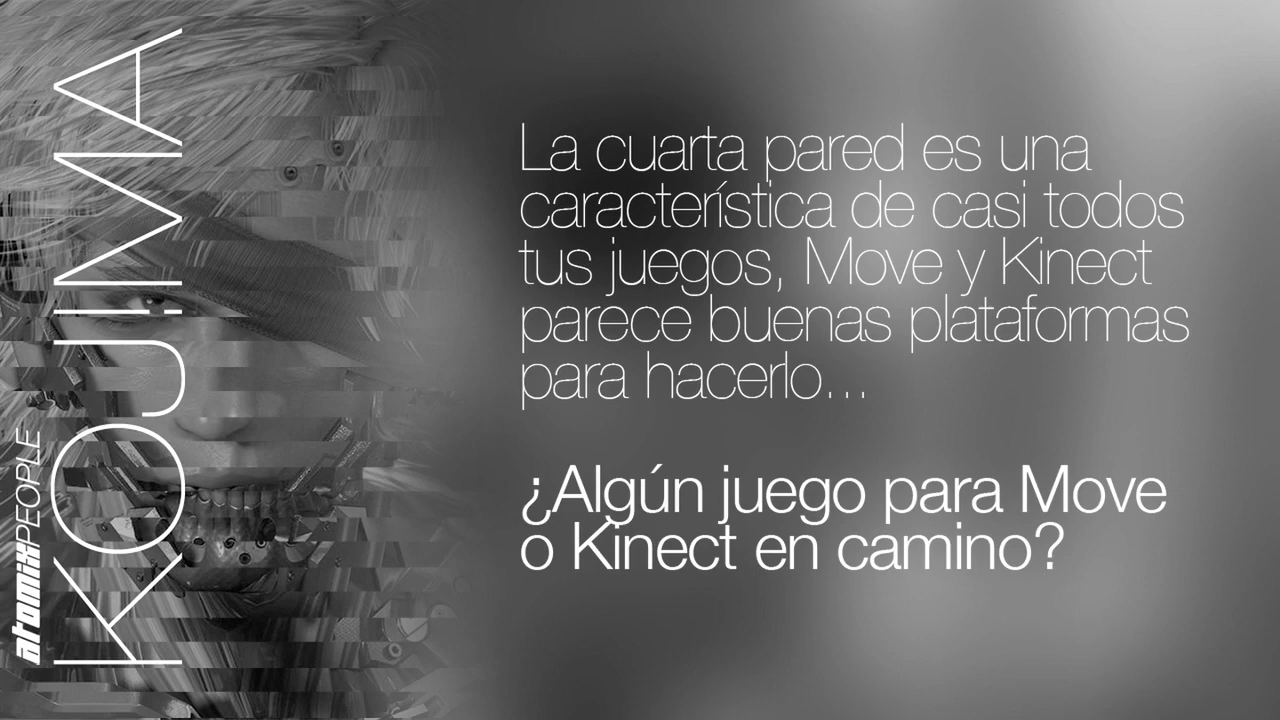 atomix PEOPLE
KOJIMA
La cuarta pared es una
característica de casi todos
tus juegos, Move y Kinect
parece buenas plataformas
para hacerlo...
¿Algún juego para Move
o Kinect en camino?